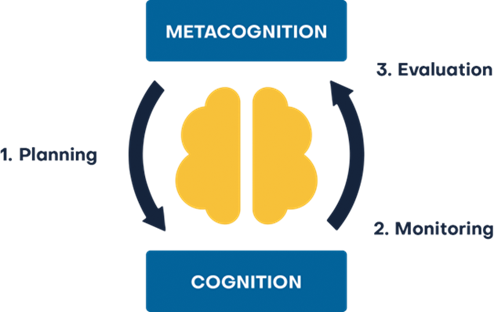 METACOGNITION
3. Evaluation
1. Planning
2. Monitoring
COGNITION